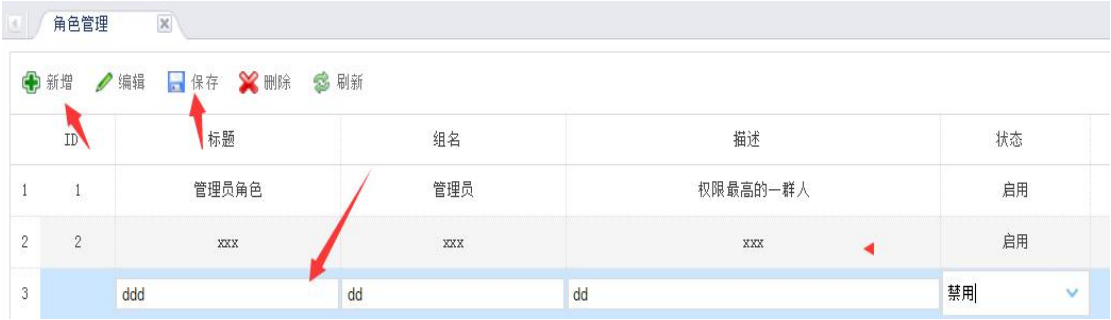 角色管理
新增 编辑 保存 删除 刷新
ID 标题 组名 描述 状态
1 1 管理员角色 管理员 权限最高的一群人 启用
2 2 xxx xxx xxx 启用
3 ddd dd dd 禁用